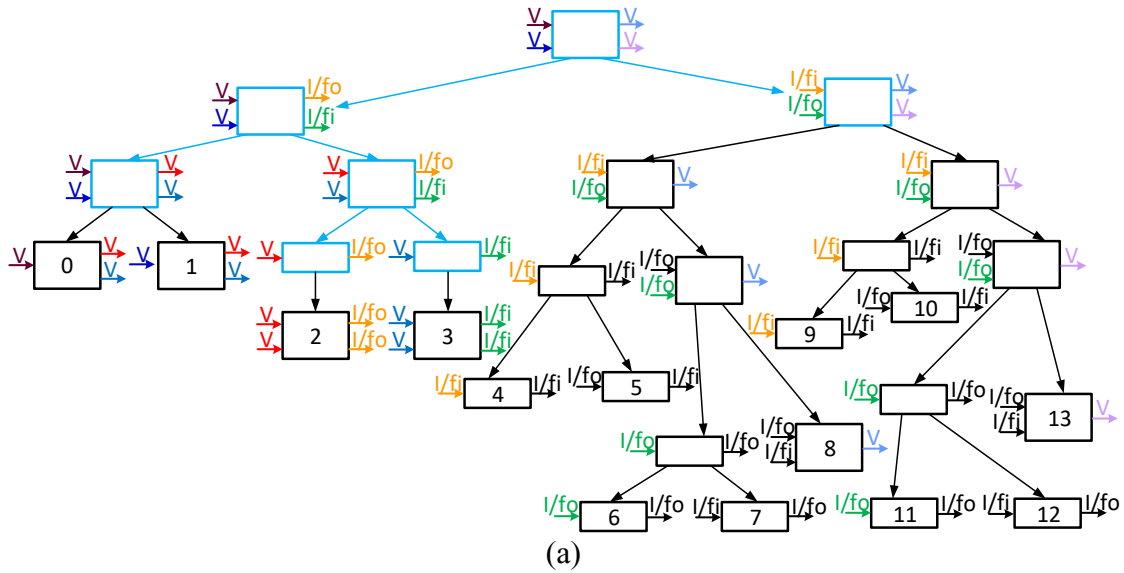 V V
V V
V I/fo I/fi V
V I/fi I/fo V
V V I/fo I/fi I/fi
V V V I/fi I/fo V I/fo V
V V I/fo
V 0 V V 1 V V I/fo V I/fi I/fi I/fi I/fo V
V V I/fi I/fi I/fo V I/fo
V I/fo V I/fi I/fo 10 I/fi
V 2 I/fo V 3 I/fi I/fi 9 I/fi
I/fi 4 I/fi I/fo 5 I/fi I/fo I/fo I/fo
I/fi 13 V
I/fo I/fo I/fo
I/fi 8 V
I/fo 6 I/fo I/fi 7 I/fo I/fo 11 I/fo I/fi 12 I/fo
(a)